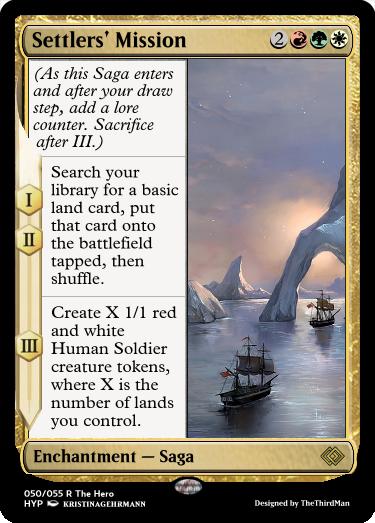 Settlers' Mission 2
(As this Saga enters
and after your draw
step, add a lore
counter. Sacrifice
after III.)
I
II
Search your
library for a basic
land card, put
that card onto
the battlefield
tapped, then
shuffle.
III
Create X 1/1 red
and white
Human Soldier
creature tokens,
where X is the
number of lands
you control.
Enchantment — Saga
050/055 R The Hero
HYP KRISTINAGEHRMANN
Designed by TheThirdMan